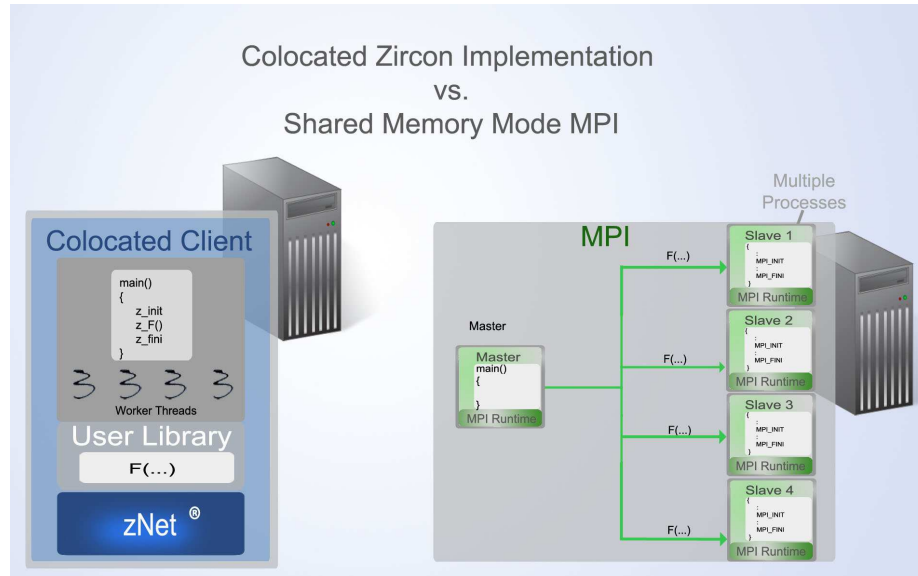 Colocated Zircon Implementation
vs.
Shared Memory Mode MPI
Colocated Client
main()
{
z_init
z_F()
z_fini
}
Worker Threads
User Library
F(...)
zNet ®
Multiple
Processes
MPI
Master
Master
main()
{
}
MPI Runtime
F(...)
Slave 1
{
:
MPI_INIT
:
MPI_FINI
}
MPI Runtime
F(...)
Slave 2
{
:
MPI_INIT
:
MPI_FINI
}
MPI Runtime
F(...)
Slave 3
{
:
MPI_INIT
:
MPI_FINI
}
MPI Runtime
F(...)
Slave 4
{
:
MPI_INIT
:
MPI_FINI
}
MPI Runtime